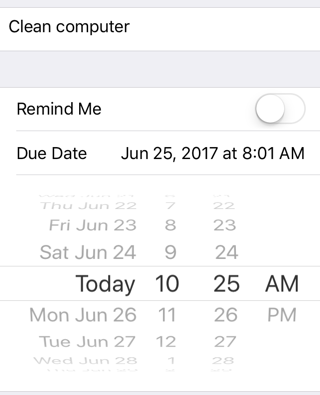 Clean computer
Remind Me
Due Date Jun 25, 2017 at 8:01 AM
Thu Jun 22 7 22
Fri Jun 23 8 23
Sat Jun 24 9 24
Today 10 25 AM
Mon Jun 26 11 26 PM
Tue Jun 27 12 27
Wed Jun 28 1 28